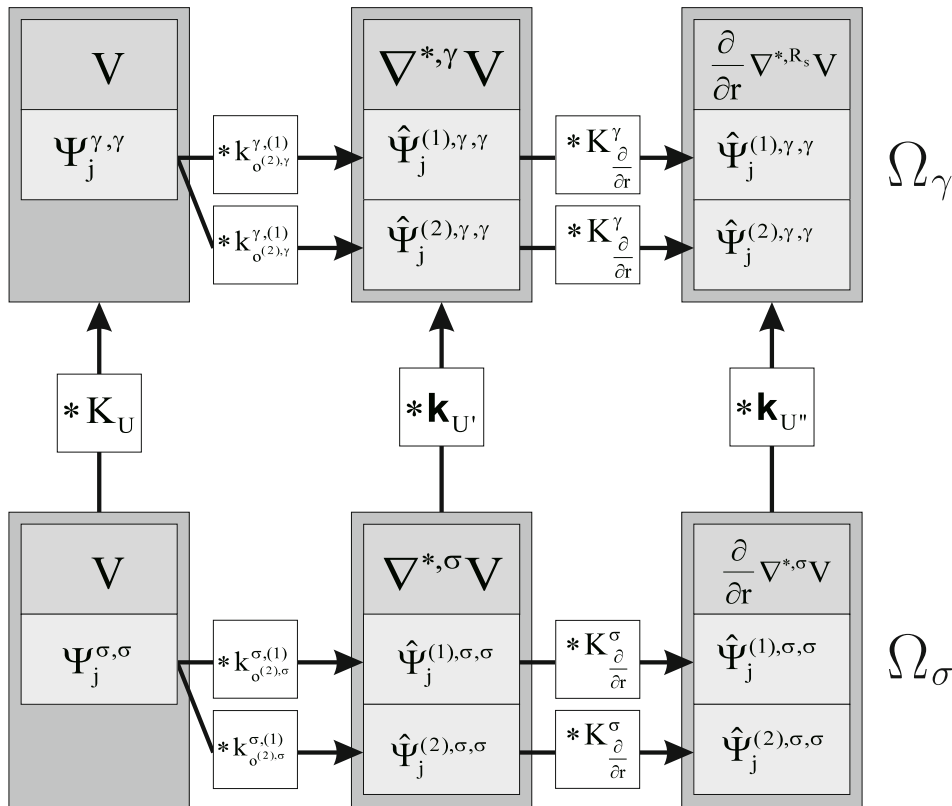 V
∇^{*,γ}V
∂/∂r ∇^{*,R_s}V
Ψ_j^{γ,γ}
*k_{o^{(2),γ}}^{γ,(1)}
Ψ̂_j^{(1),γ,γ}
*K_{∂/∂r}^{γ}
Ψ̂_j^{(1),γ,γ}
Ω_γ
*k_{o^{(2),γ}}^{γ,(1)}
Ψ̂_j^{(2),γ,γ}
*K_{∂/∂r}^{γ}
Ψ̂_j^{(2),γ,γ}
*K_U
*k_{U'}
*k_{U''}
V
∇^{*,σ}V
∂/∂r ∇^{*,σ}V
Ψ_j^{σ,σ}
*k_{o^{(2),σ}}^{σ,(1)}
Ψ̂_j^{(1),σ,σ}
*K_{∂/∂r}^{σ}
Ψ̂_j^{(1),σ,σ}
Ω_σ
*k_{o^{(2),σ}}^{σ,(1)}
Ψ̂_j^{(2),σ,σ}
*K_{∂/∂r}^{σ}
Ψ̂_j^{(2),σ,σ}